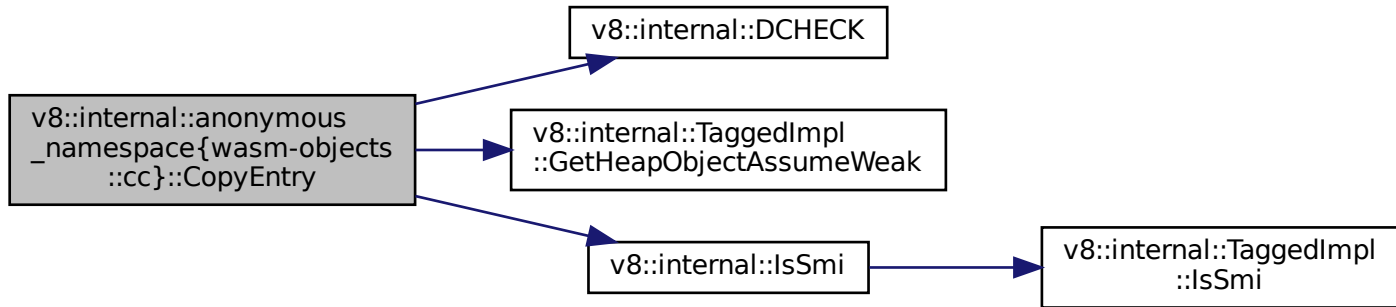 v8::internal::DCHECK
v8::internal::anonymous
_namespace{wasm-objects
::cc}::CopyEntry
v8::internal::TaggedImpl
::GetHeapObjectAssumeWeak
v8::internal::IsSmi
v8::internal::TaggedImpl
::IsSmi